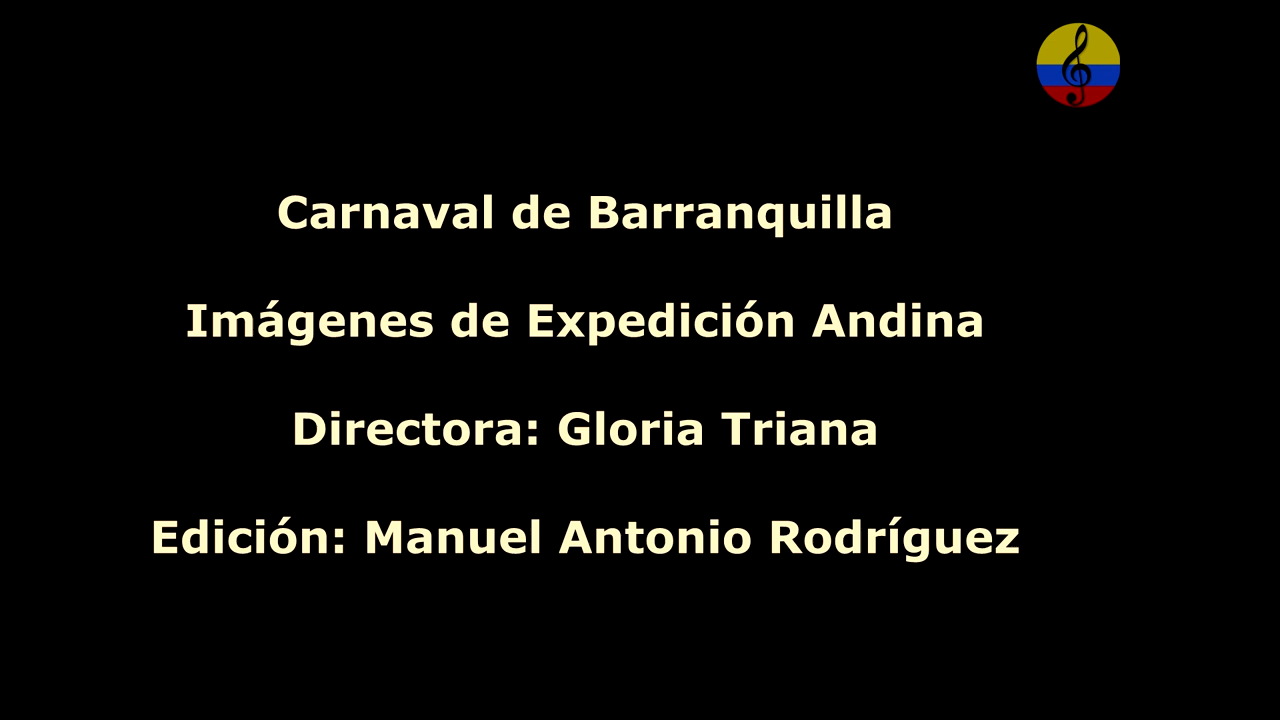 Carnaval de Barranquilla
Imágenes de Expedición Andina
Directora: Gloria Triana
Edición: Manuel Antonio Rodríguez